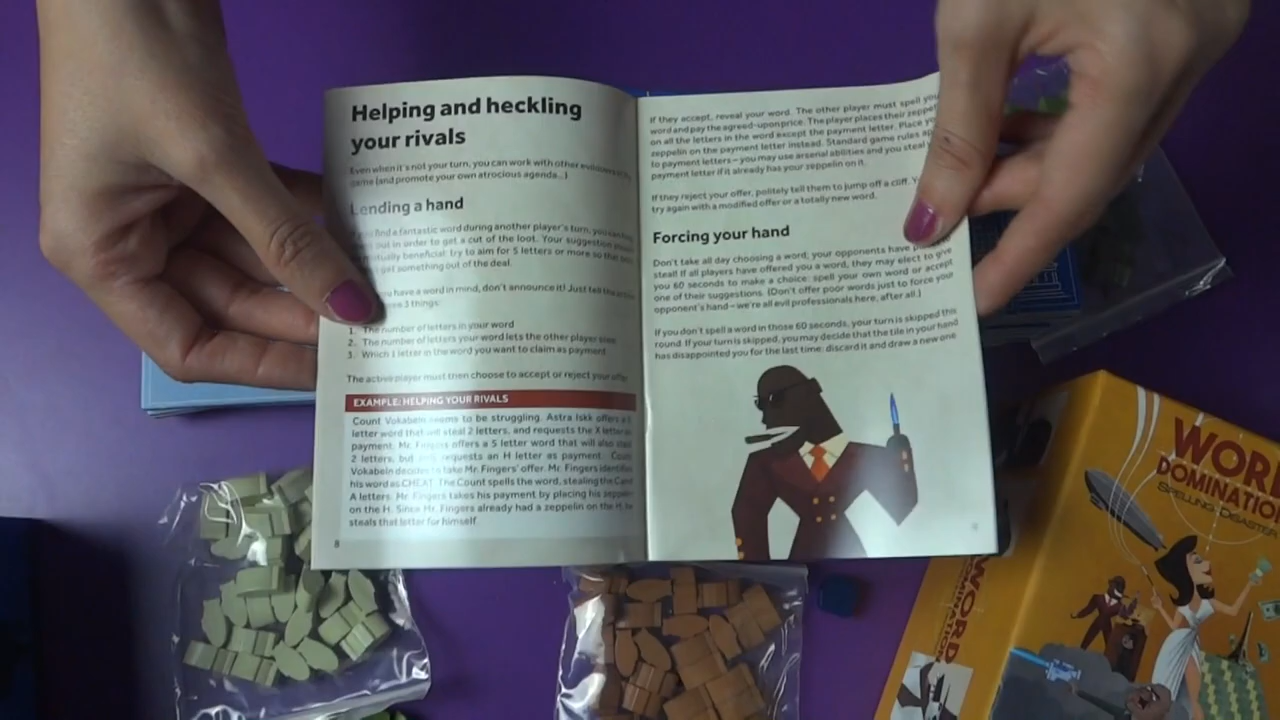 Helping and heckling
your rivals
Even when it's not your turn, you can work with other evildoers
game (and promote your own atrocious agenda...)
Lending a hand
find a fantastic word during another player's turn, you can
out in order to get a cut of the loot. Your suggestion
mutually beneficial: try to aim for 5 letters or more so
get something out of the deal.
you have a word in mind, don't announce it! Just tell the
3 things:
1. The number of letters in your word
2. The number of letters your word lets the other player
3. Which 1 letter in the word you want to claim as payment
The active player must then choose to accept or reject your offer
EXAMPLE: HELPING YOUR RIVALS
Count Vokabeln seems to be struggling. Astra Iskk offers a
letter word that will steal 2 letters, and requests the X letter as
payment. Mr. Fingers offers a 5 letter word that will also steal
2 letters, but only requests an H letter as payment. Count
Vokabeln decides to take Mr. Fingers' offer. Mr. Fingers identifies
his word as CHEAT. The Count spells the word, stealing the C and
A letters. Mr. Fingers takes his payment by placing his zeppelin
on the H. Since Mr. Fingers already had a zeppelin on the H, he
steals that letter for himself.
8
If they accept, reveal your word. The other player must spell
word and pay the agreed-upon price. The player places their
on all the letters in the word except the payment letter. Place
zeppelin on the payment letter instead. Standard game rules
to payment letters – you may use arsenal abilities and you steal
payment letter if it already has your zeppelin on it.
If they reject your offer, politely tell them to jump off a cliff.
try again with a modified offer or a totally new word.
Forcing your hand
Don't take all day choosing a word; your opponents have
steal! If all players have offered you a word, they may elect to give
you 60 seconds to make a choice: spell your own word or accept
one of their suggestions. (Don't offer poor words just to force your
opponent's hand – we're all evil professionals here, after all.)
If you don't spell a word in those 60 seconds, your turn is skipped this
round. If your turn is skipped, you may decide that the tile in your hand
has disappointed you for the last time: discard it and draw a new one
WORD
DOMINATION
SPELLING DISASTER
WORD
DOMINATION